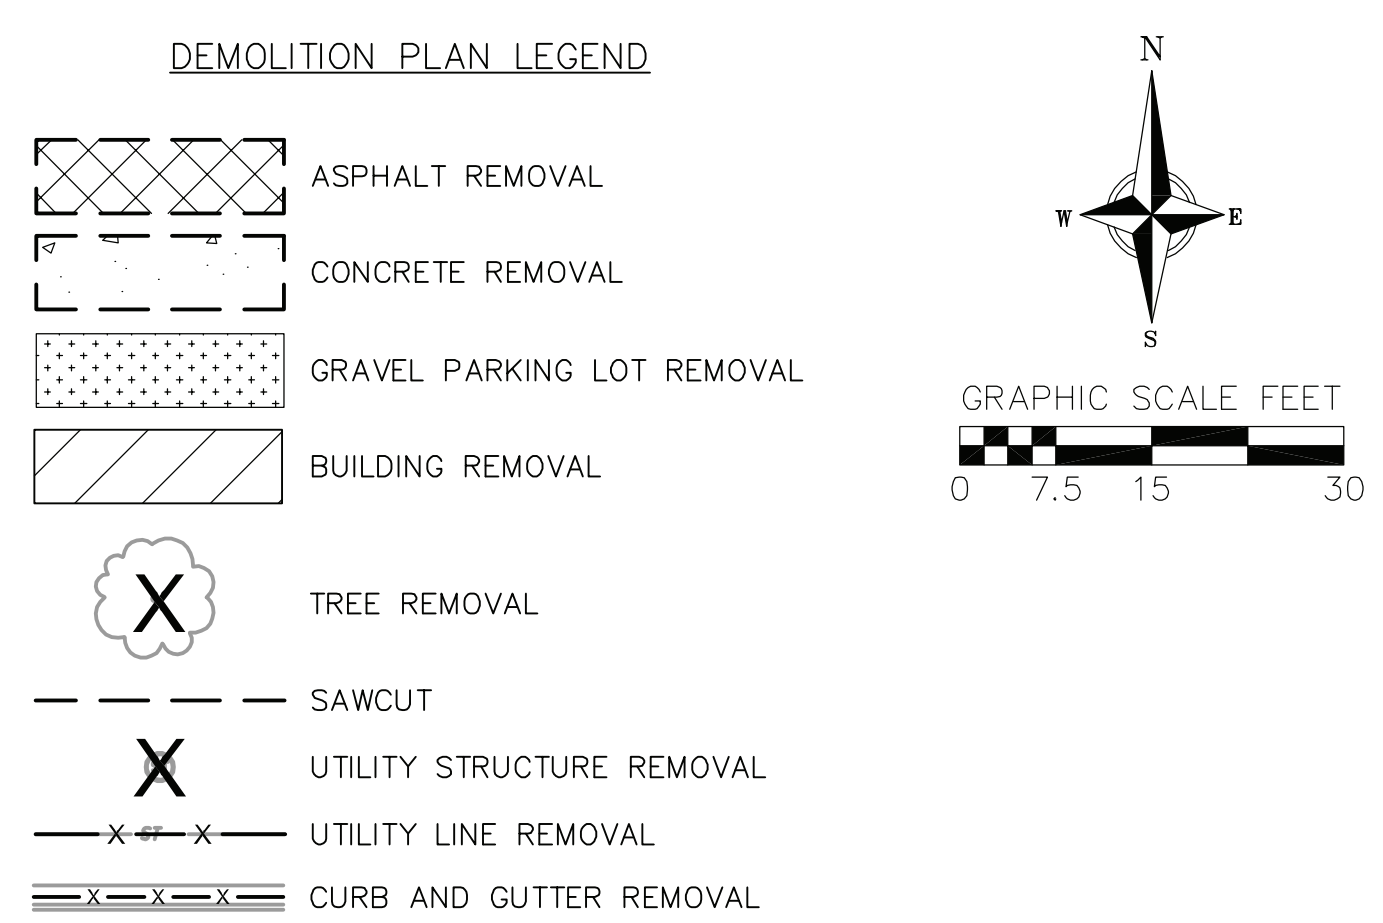 DEMOLITION PLAN LEGEND
ASPHALT REMOVAL
CONCRETE REMOVAL
GRAVEL PARKING LOT REMOVAL
BUILDING REMOVAL
X
TREE REMOVAL
SAWCUT
X
UTILITY STRUCTURE REMOVAL
X ST X
UTILITY LINE REMOVAL
X X X
CURB AND GUTTER REMOVAL
N
W E
S
GRAPHIC SCALE FEET
0 7.5 15 30